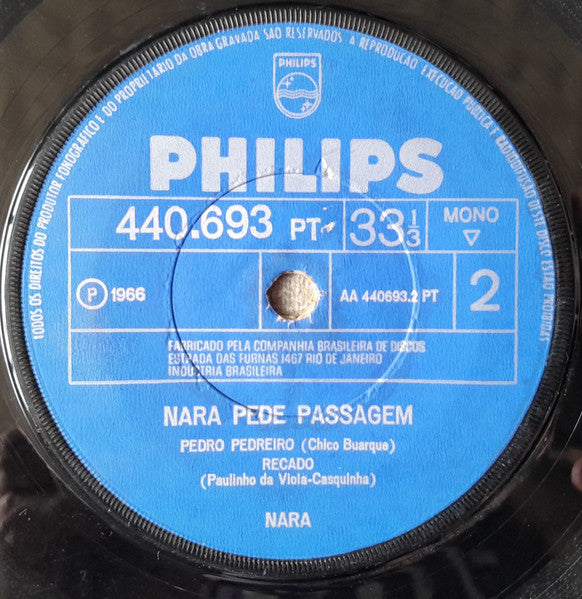 TODOS OS DIREITOS DO PRODUTOR FONOGRÁFICO E DO PROPRIETÁRIO DA OBRA GRAVADA SÃO RESERVADOS. A REPRODUÇÃO, EXECUÇÃO PÚBLICA E RADIODIFUSÃO DESTE DISCO ESTÃO PROIBIDAS
PHILIPS
PHILIPS
440.693 PT
33 1/3
MONO
▽
Ⓟ 1966
AA 440693.2 PT
2
FABRICADO PELA COMPANHIA BRASILEIRA DE DISCOS
ESTRADA DAS FURNAS 1467 RIO DE JANEIRO
INDÚSTRIA BRASILEIRA
NARA PEDE PASSAGEM
PEDRO PEDREIRO (Chico Buarque)
RECADO
(Paulinho da Viola-Casquinha)
NARA